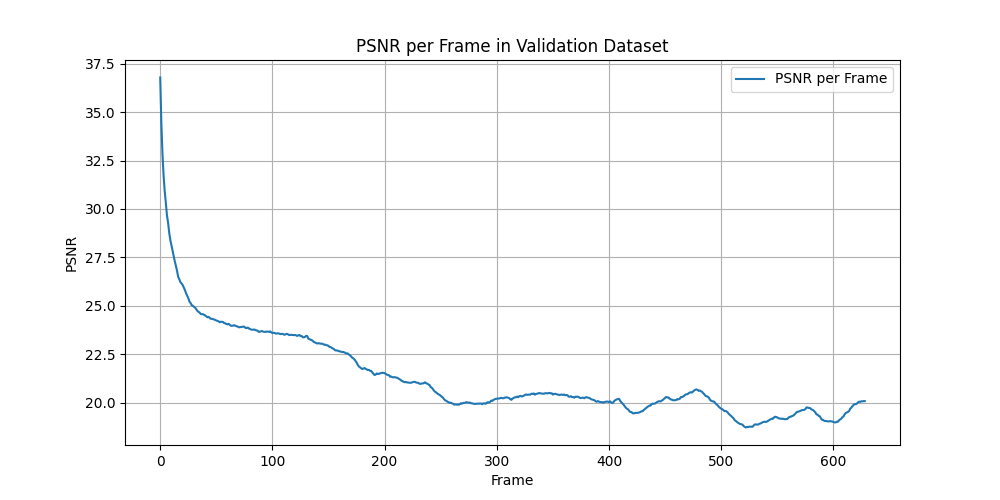 PSNR per Frame in Validation Dataset
PSNR per Frame
PSNR
37.5
35.0
32.5
30.0
27.5
25.0
22.5
20.0
0 100 200 300 400 500 600
Frame